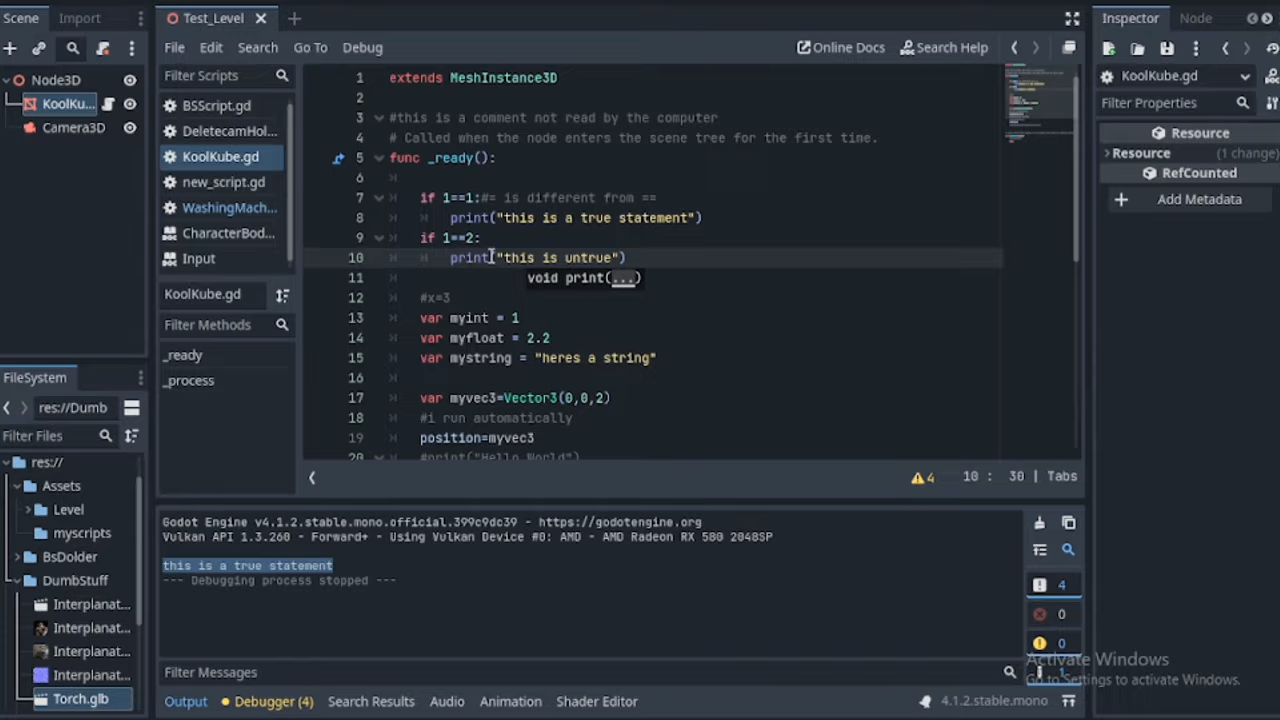 Scene
Import
Test_Level
Inspector
Node
File
Edit
Search
Go To
Debug
Online Docs
Search Help
Filter Scripts
BSScript.gd
DeletecamHol...
KoolKube.gd
new_script.gd
WashingMach...
CharacterBod...
Input
KoolKube.gd
Filter Methods
_ready
_process
Node3D
KoolKu...
Camera3D
1 extends MeshInstance3D
2
3 #this is a comment not read by the computer
4 # Called when the node enters the scene tree for the first time.
5 func _ready():
6
7 if 1==1:#= is different from ==
8 print("this is a true statement")
9 if 1==2:
10 print("this is untrue")
11 void print(...)
12 #x=3
13 var myint = 1
14 var myfloat = 2.2
15 var mystring = "heres a string"
16
17 var myvec3=Vector3(0,0,2)
18 #i run automatically
19 position=myvec3
20 #print("Hello World")
4
10 : 30 | Tabs
KoolKube.gd
Filter Properties
Resource
Resource (1 change)
RefCounted
Add Metadata
FileSystem
res://Dumb
Filter Files
res://
Assets
Level
myscripts
BsDolder
DumbStuff
Interplanat...
Interplanat...
Interplanat...
Interplanat...
Torch.glb
Godot Engine v4.1.2.stable.mono.official.399c9dc39 - https://godotengine.org
Vulkan API 1.3.260 - Forward+ - Using Vulkan Device #0: AMD - AMD Radeon RX 580 2048SP
this is a true statement
--- Debugging process stopped ---
4
0
0
1
Filter Messages
Output
Debugger (4)
Search Results
Audio
Animation
Shader Editor
4.1.2.stable.mono
Activate Windows
Go to Settings to activate Windows.